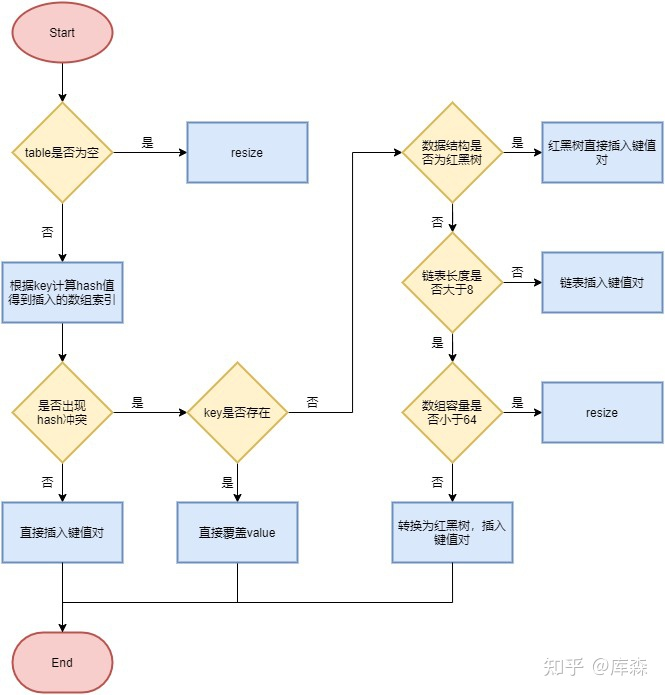 Start
table是否为空
是
resize
否
根据key计算hash值
得到插入的数组索引
是否出现
hash冲突
是
key是否存在
否
否
直接插入键值对
是
直接覆盖value
数据结构是
否为红黑树
是
红黑树直接插入键值
对
否
链表长度是
否大于8
否
链表插入键值对
是
数组容量是
否小于64
是
resize
否
转换为红黑树，插入
键值对
End
知乎 @库森